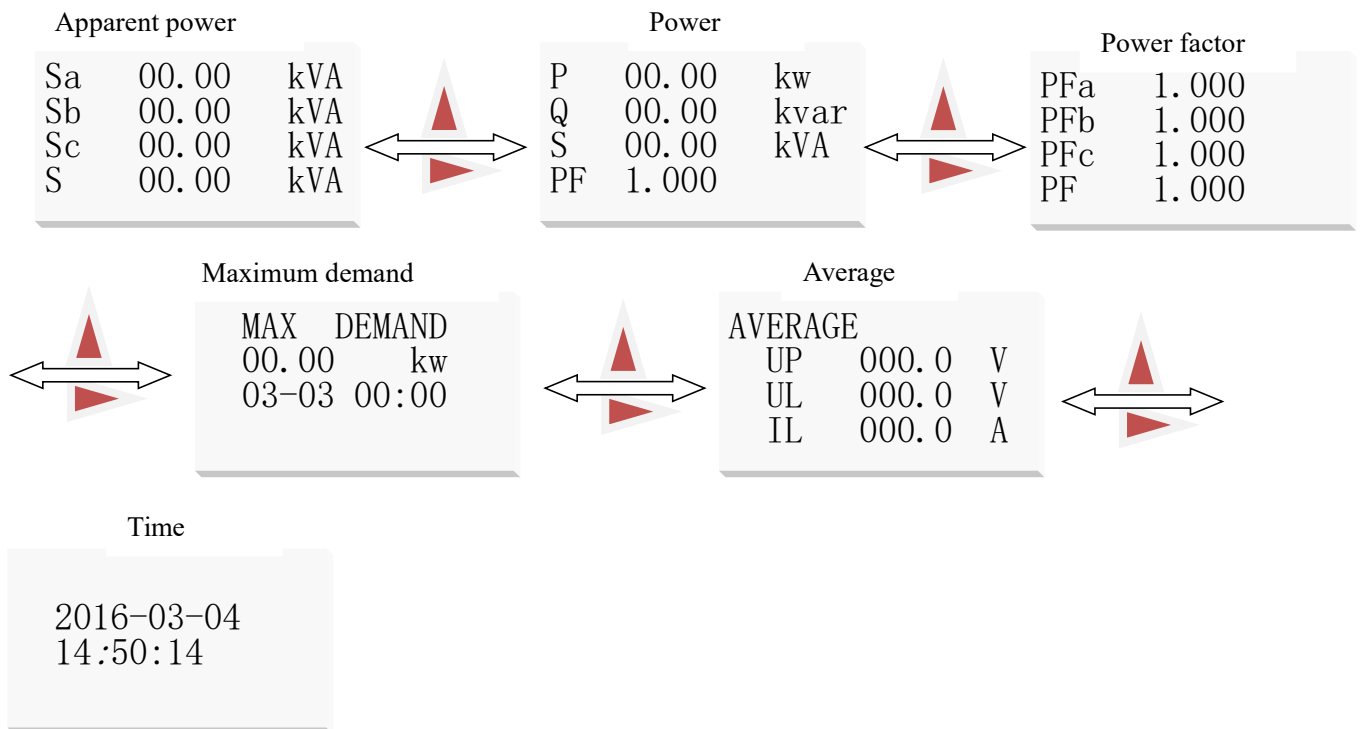 Apparent power
Sa 00.00 kVA
Sb 00.00 kVA
Sc 00.00 kVA
S 00.00 kVA
Power
P 00.00 kw
Q 00.00 kvar
S 00.00 kVA
PF 1.000
Power factor
PFa 1.000
PFb 1.000
PFc 1.000
PF 1.000
Maximum demand
MAX DEMAND
00.00 kw
03-03 00:00
Average
AVERAGE
UP 000.0 V
UL 000.0 V
IL 000.0 A
Time
2016-03-04
14:50:14